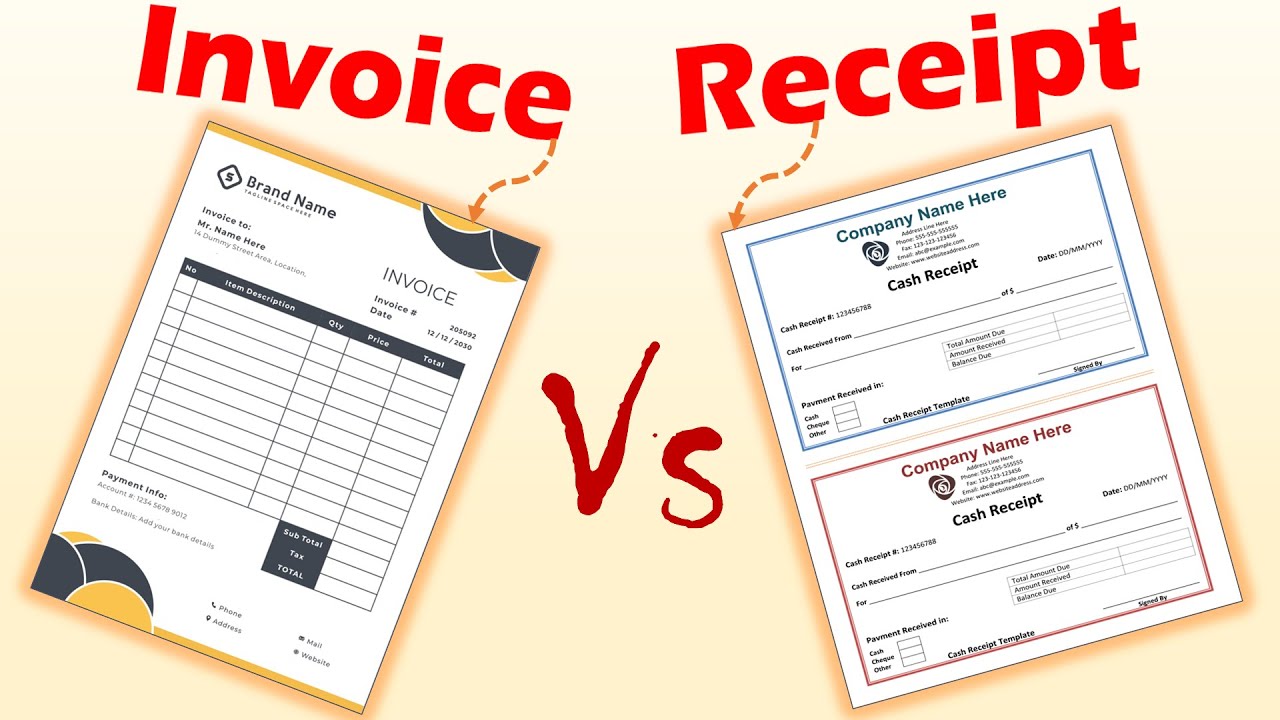 Invoice
Receipt
Vs
S
Brand Name
TAGLINE SPACE HERE
Invoice to:
Mr. Name Here
14 Dummy Street Area, Location,
INVOICE
Invoice # 205092
Date 12 / 12 / 2030
No Item Description Qty Price Total
Payment Info:
Account #: 1234 5678 9012
Bank Details: Add your bank details
Sub Total
Tax
TOTAL
Phone
Address
Mail
Website
Company Name Here
Address Line Here
Phone: 555-555-555555
Fax: 123-123-123456
Email: abc@example.com
Website: www.websiteaddress.com
Cash Receipt
Date: DD/MM/YYYY
Cash Receipt #: 123456788
Cash Received From of $
For
Total Amount Due
Amount Received
Balance Due
Signed By
Payment Received in:
Cash
Cheque
Other
Cash Receipt Template
Company Name Here
Address Line Here
Phone: 555-555-555555
Fax: 123-123-123456
Email: abc@example.com
Website: www.websiteaddress.com
Cash Receipt
Date: DD/MM/YYYY
Cash Receipt #: 123456788
Cash Received From of $
For
Total Amount Due
Amount Received
Balance Due
Signed By
Payment Received in:
Cash
Cheque
Other
Cash Receipt Template